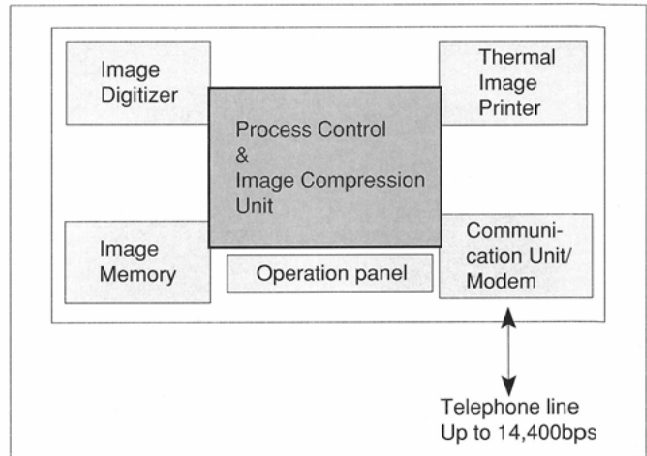 Image
Digitizer
Thermal
Image
Printer
Process Control
&
Image Compression
Unit
Image
Memory
Operation panel
Communi-
cation Unit/
Modem
Telephone line
Up to 14,400bps